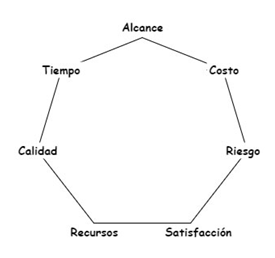 Alcance
Tiempo
Costo
Calidad
Riesgo
Recursos
Satisfacción